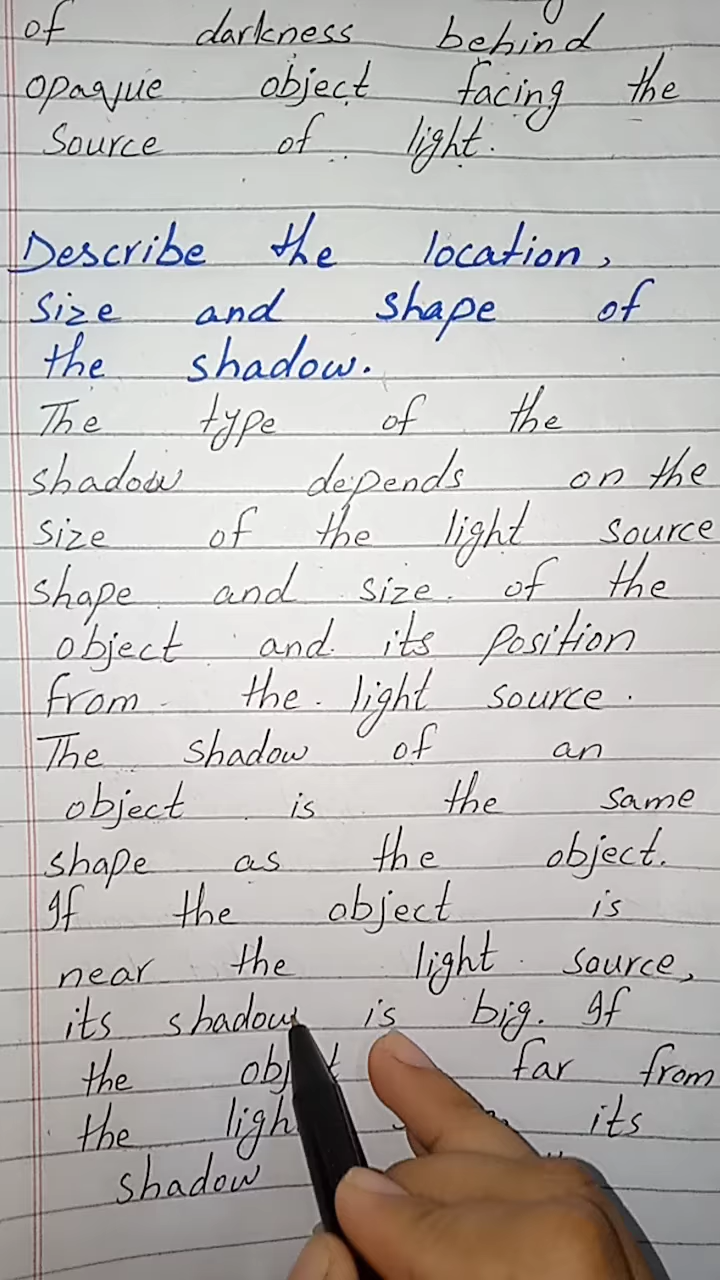 of darkness behind
opaque object facing the
Source of light.
Describe the location,
Size and shape of
the shadow.
The type of the
shadow depends on the
size of the light source
shape and size of the
object and its position
from the light source.
The shadow of an
object is the same
shape as the object.
If the object is
near the light source,
its shadow is big. If
the far from
the its
shadow